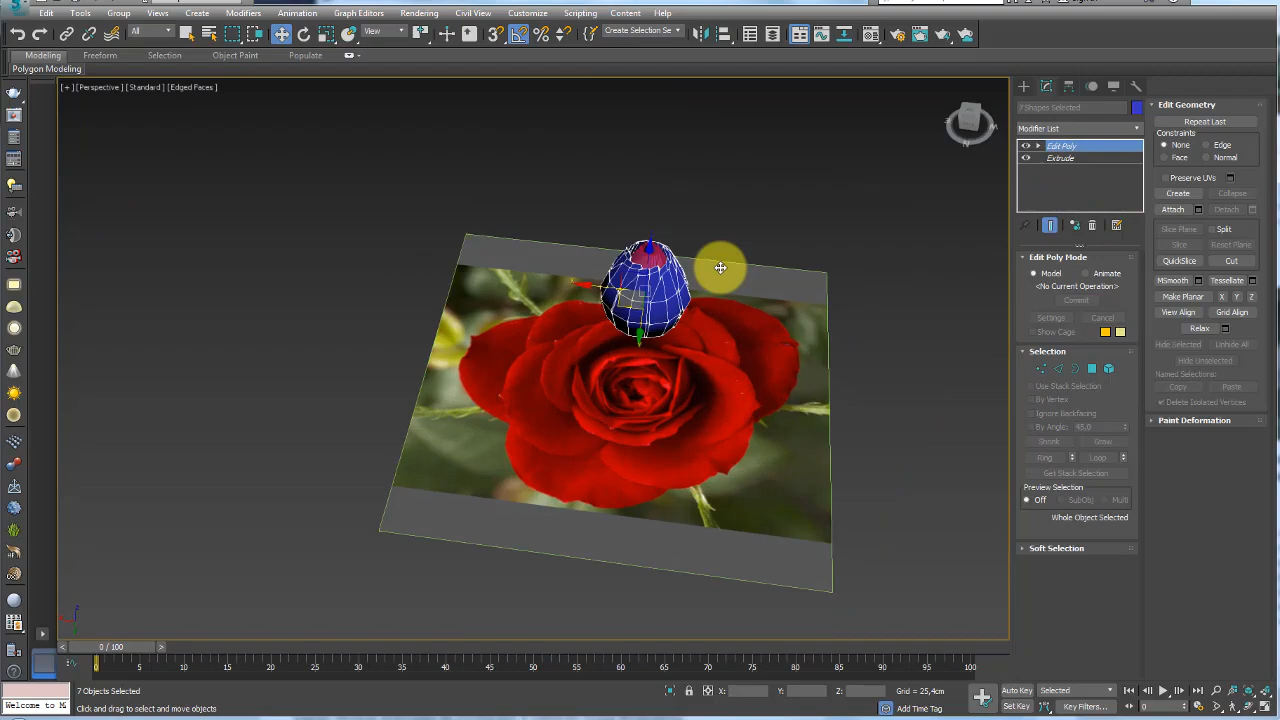 Edit Tools Group Views Create Modifiers Animation Graph Editors Rendering Civil View Customize Scripting Content Help
All View Create Selection Se
Modeling Freeform Selection Object Paint Populate
Polygon Modeling
[+] [Perspective] [Standard] [Edged Faces]
7 Shapes Selected
Modifier List
Edit Poly
Extrude
Edit Poly Mode
Model Animate
<No Current Operation>
Commit
Settings Cancel
Show Cage
Selection
Use Stack Selection
By Vertex
Ignore Backfacing
By Angle: 45,0
Shrink Grow
Ring Loop
Get Stack Selection
Preview Selection
Off SubObj Multi
Whole Object Selected
Soft Selection
Edit Geometry
Repeat Last
Constraints
None Edge
Face Normal
Preserve UVs
Create Collapse
Attach Detach
Slice Plane Split
Slice Reset Plane
QuickSlice Cut
MSmooth Tessellate
Make Planar X Y Z
View Align Grid Align
Relax
Hide Selected Unhide All
Hide Unselected
Named Selections:
Copy Paste
Delete Isolated Vertices
Paint Deformation
0 / 100
0 5 10 15 20 25 30 35 40 45 50 55 60 65 70 75 80 85 90 95 100
7 Objects Selected X: Y: Z: Grid = 25,4cm Auto Key Selected
Welcome to M Click and drag to select and move objects Add Time Tag Set Key Key Filters... 0